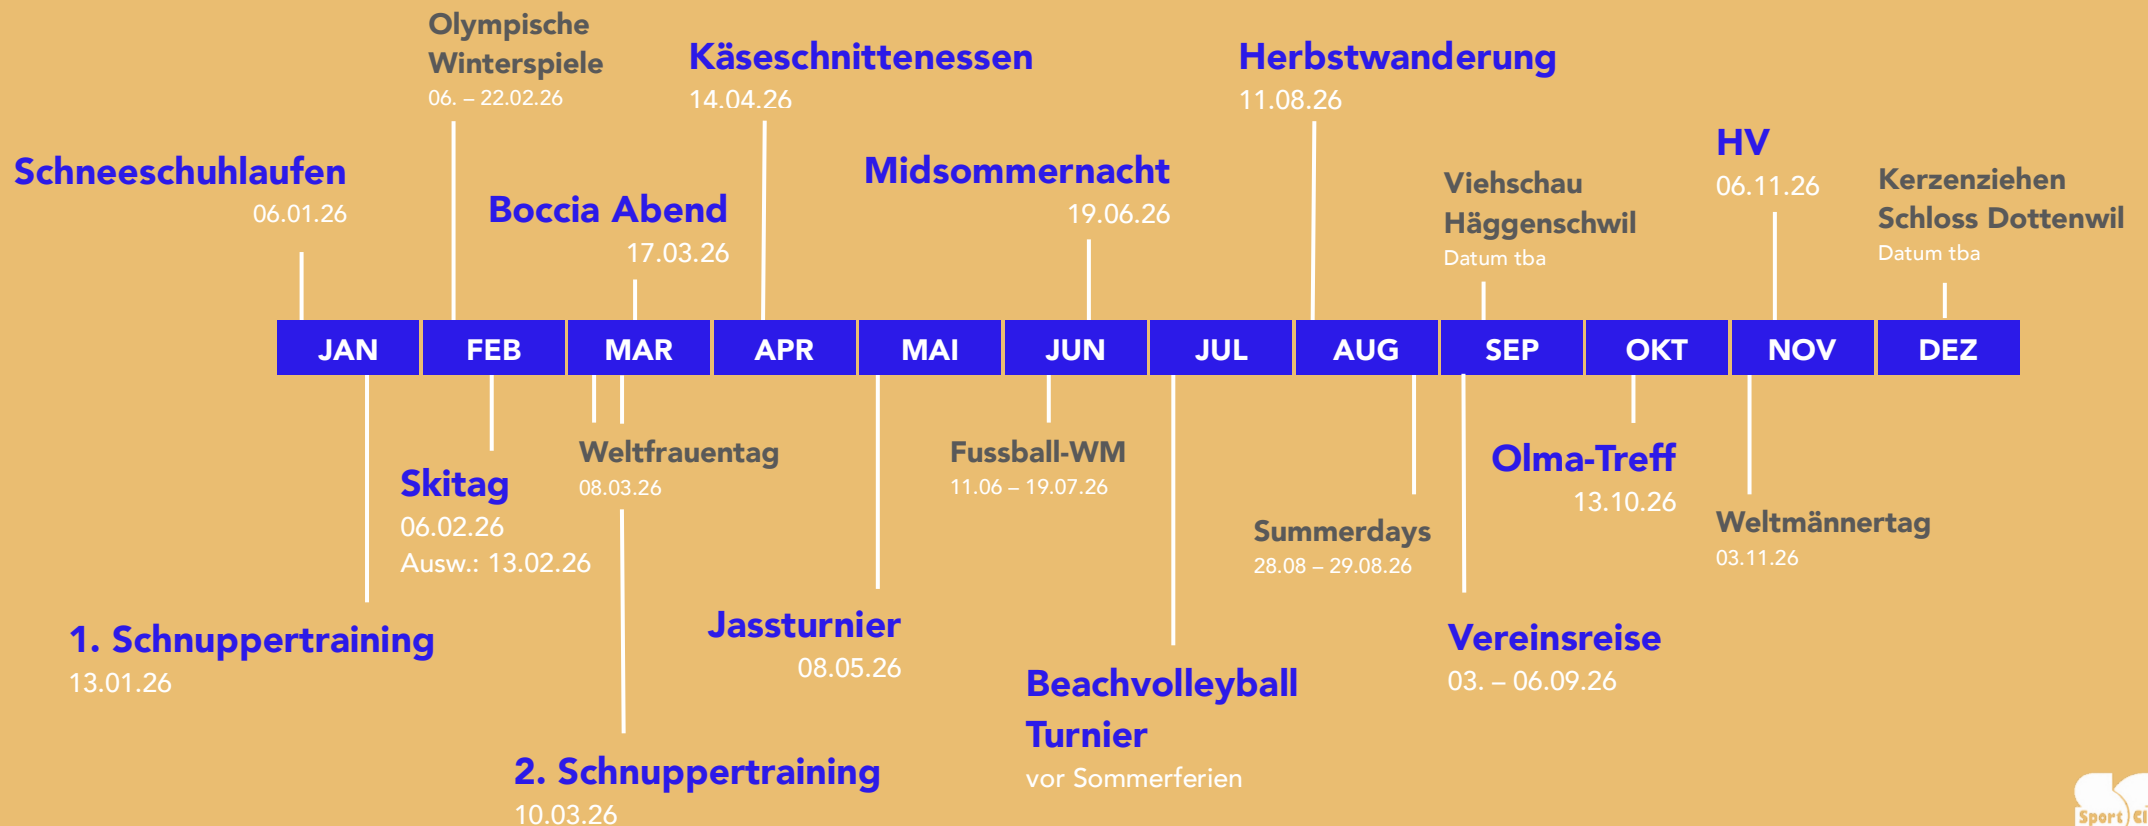 Olympische
Winterspiele
06. – 22.02.26
Käseschnittenessen
14.04.26
Herbstwanderung
11.08.26
Schneeschuhlaufen
06.01.26
Boccia Abend
17.03.26
Midsommernacht
19.06.26
Viehschau
Häggenschwil
Datum tba
HV
06.11.26
Kerzenziehen
Schloss Dottenwil
Datum tba
JAN FEB MAR APR MAI JUN JUL AUG SEP OKT NOV DEZ
Skitag
06.02.26
Ausw.: 13.02.26
Weltfrauentag
08.03.26
Fussball-WM
11.06 – 19.07.26
Summerdays
28.08 – 29.08.26
Olma-Treff
13.10.26
Weltmännertag
03.11.26
1. Schnuppertraining
13.01.26
Jassturnier
08.05.26
Beachvolleyball
Turnier
vor Sommerferien
Vereinsreise
03. – 06.09.26
2. Schnuppertraining
10.03.26
Sport